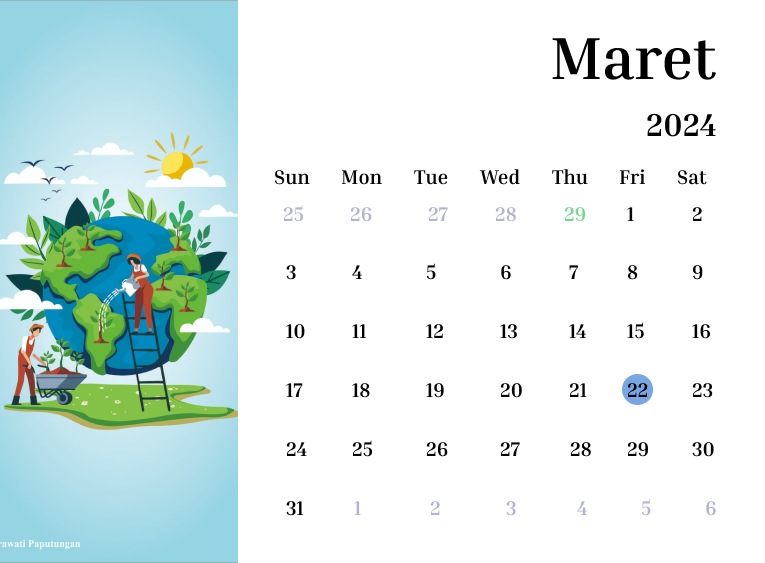 Maret
2024
Sun Mon Tue Wed Thu Fri Sat
25 26 27 28 29 1 2
3 4 5 6 7 8 9
10 11 12 13 14 15 16
17 18 19 20 21 22 23
24 25 26 27 28 29 30
31 1 2 3 4 5 6
Paputungan